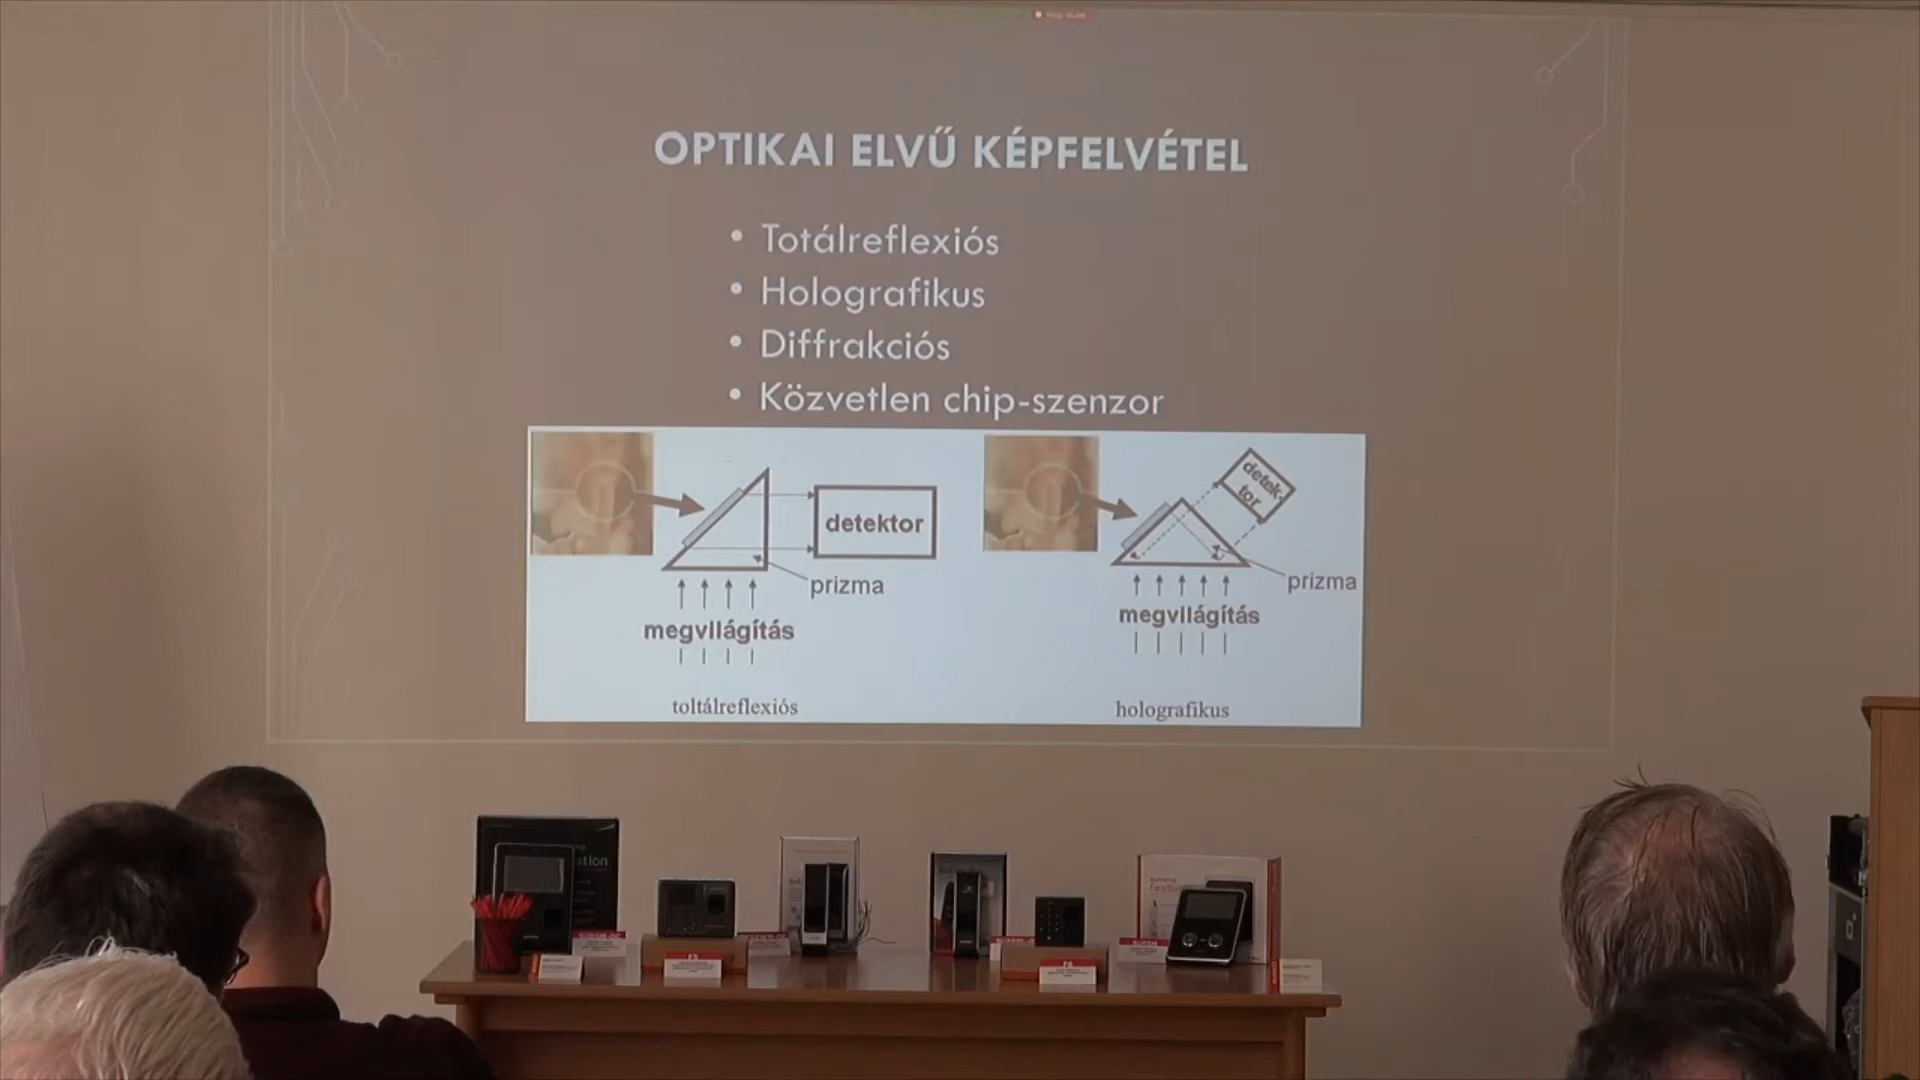 OPTIKAI ELVŰ KÉPFELVÉTEL
• Totálreflexiós
• Holografikus
• Diffrakciós
• Közvetlen chip-szenzor
detektor
prizma
megvilágítás
toltálreflexiós
detek-
tor
prizma
megvilágítás
holografikus